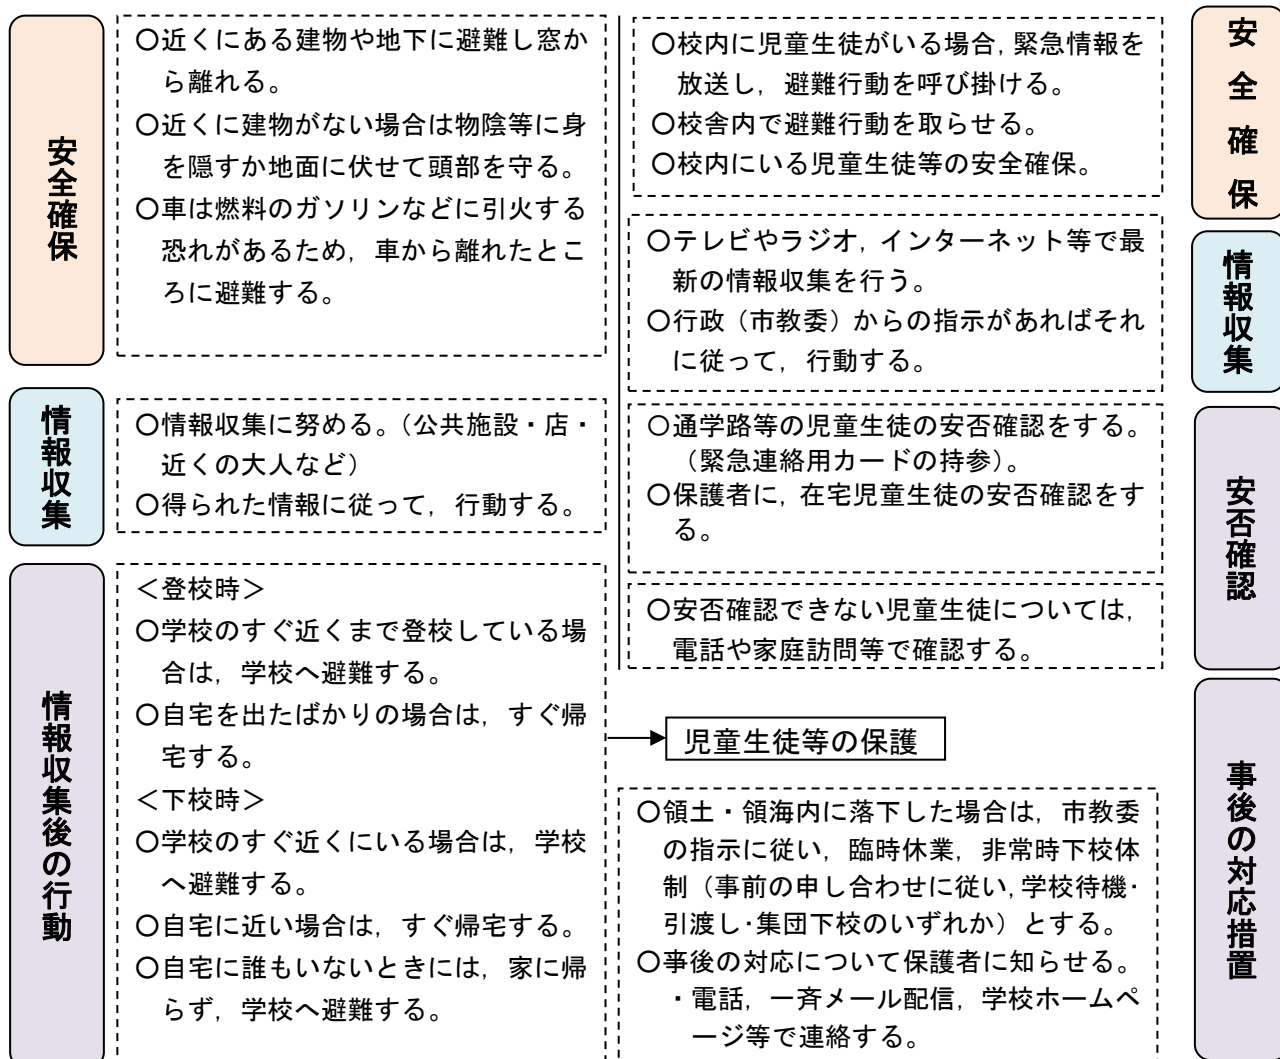 安全確保
〇近くにある建物や地下に避難し窓か
ら離れる。
〇近くに建物がない場合は物陰等に身
を隠すか地面に伏せて頭部を守る。
〇車は燃料のガソリンなどに引火する
恐れがあるため，車から離れたとこ
ろに避難する。
情報収集
〇情報収集に努める。（公共施設・店・
近くの大人など）
〇得られた情報に従って，行動する。
情報収集後の行動
＜登校時＞
〇学校のすぐ近くまで登校している場
合は，学校へ避難する。
〇自宅を出たばかりの場合は，すぐ帰
宅する。
＜下校時＞
〇学校のすぐ近くにいる場合は，学校
へ避難する。
〇自宅に近い場合は，すぐ帰宅する。
〇自宅に誰もいないときには，家に帰
らず，学校へ避難する。
安全確保
〇校内に児童生徒がいる場合，緊急情報を
放送し，避難行動を呼び掛ける。
〇校舎内で避難行動を取らせる。
〇校内にいる児童生徒等の安全確保。
情報収集
〇テレビやラジオ，インターネット等で最
新の情報収集を行う。
〇行政（市教委）からの指示があればそれ
に従って，行動する。
安否確認
〇通学路等の児童生徒の安否確認をする。
（緊急連絡用カードの持参）。
〇保護者に，在宅児童生徒の安否確認をす
る。
〇安否確認できない児童生徒については，
電話や家庭訪問等で確認する。
児童生徒等の保護
事後の対応措置
〇領土・領海内に落下した場合は，市教委
の指示に従い，臨時休業，非常時下校体
制（事前の申し合わせに従い，学校待機・
引渡し・集団下校のいずれか）とする。
〇事後の対応について保護者に知らせる。
・電話，一斉メール配信，学校ホームペ
ージ等で連絡する。